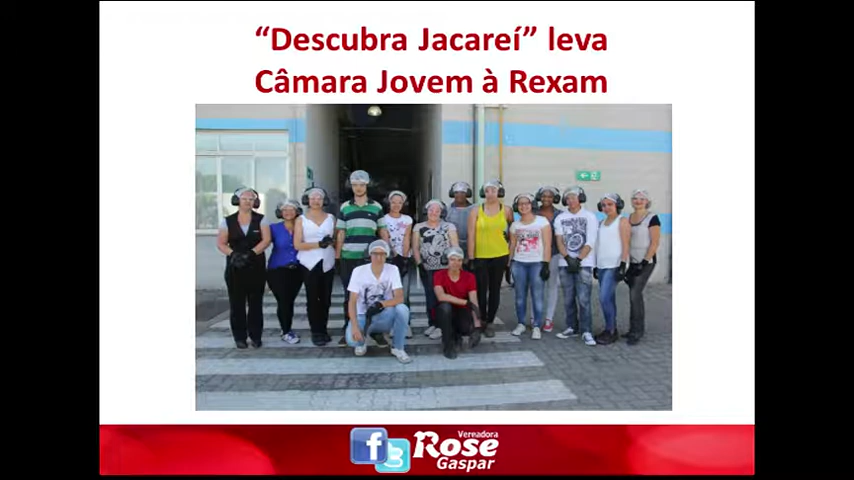 “Descubra Jacareí” leva
Câmara Jovem à Rexam
Vereadora
Rose
Gaspar